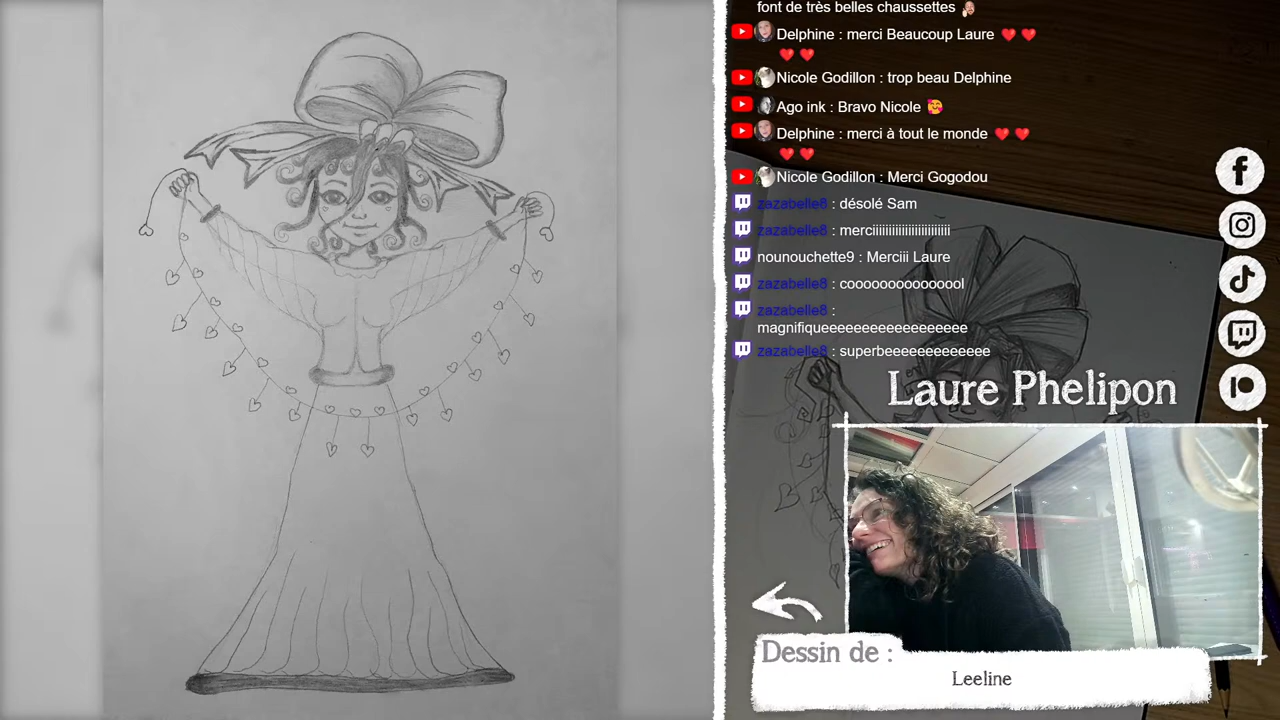 font de très belles chaussettes
Delphine : merci Beaucoup Laure
Nicole Godillon : trop beau Delphine
Ago ink : Bravo Nicole
Delphine : merci à tout le monde
Nicole Godillon : Merci Gogodou
zazabelle8 : désolé Sam
zazabelle8 : merciiiiiiiiiiiiiiiiiiiiiiiii
nounouchette9 : Merciii Laure
zazabelle8 : cooooooooooooool
zazabelle8 :
magnifiqueeeeeeeeeeeeeeeeee
zazabelle8 : superbeeeeeeeeeeeee
Laure Phelipon
Dessin de :
Leeline